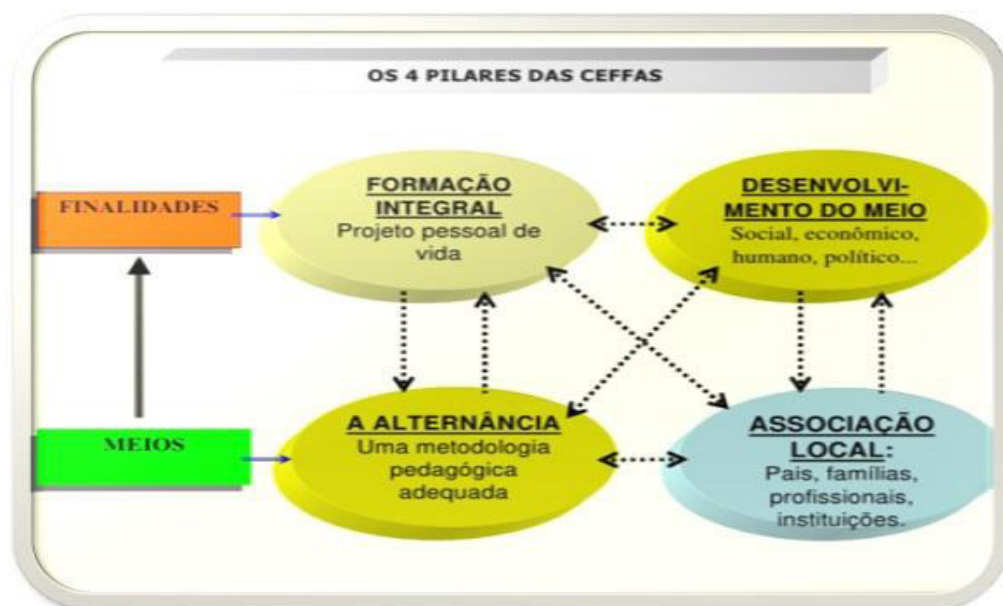 OS 4 PILARES DAS CEFFAS
FINALIDADES
FORMAÇÃO
INTEGRAL
Projeto pessoal de
vida
DESENVOLVI-
MENTO DO MEIO
Social, econômico,
humano, político...
MEIOS
A ALTERNÂNCIA
Uma metodologia
pedagógica
adequada
ASSOCIAÇÃO
LOCAL:
Pais, famílias,
profissionais,
instituições.